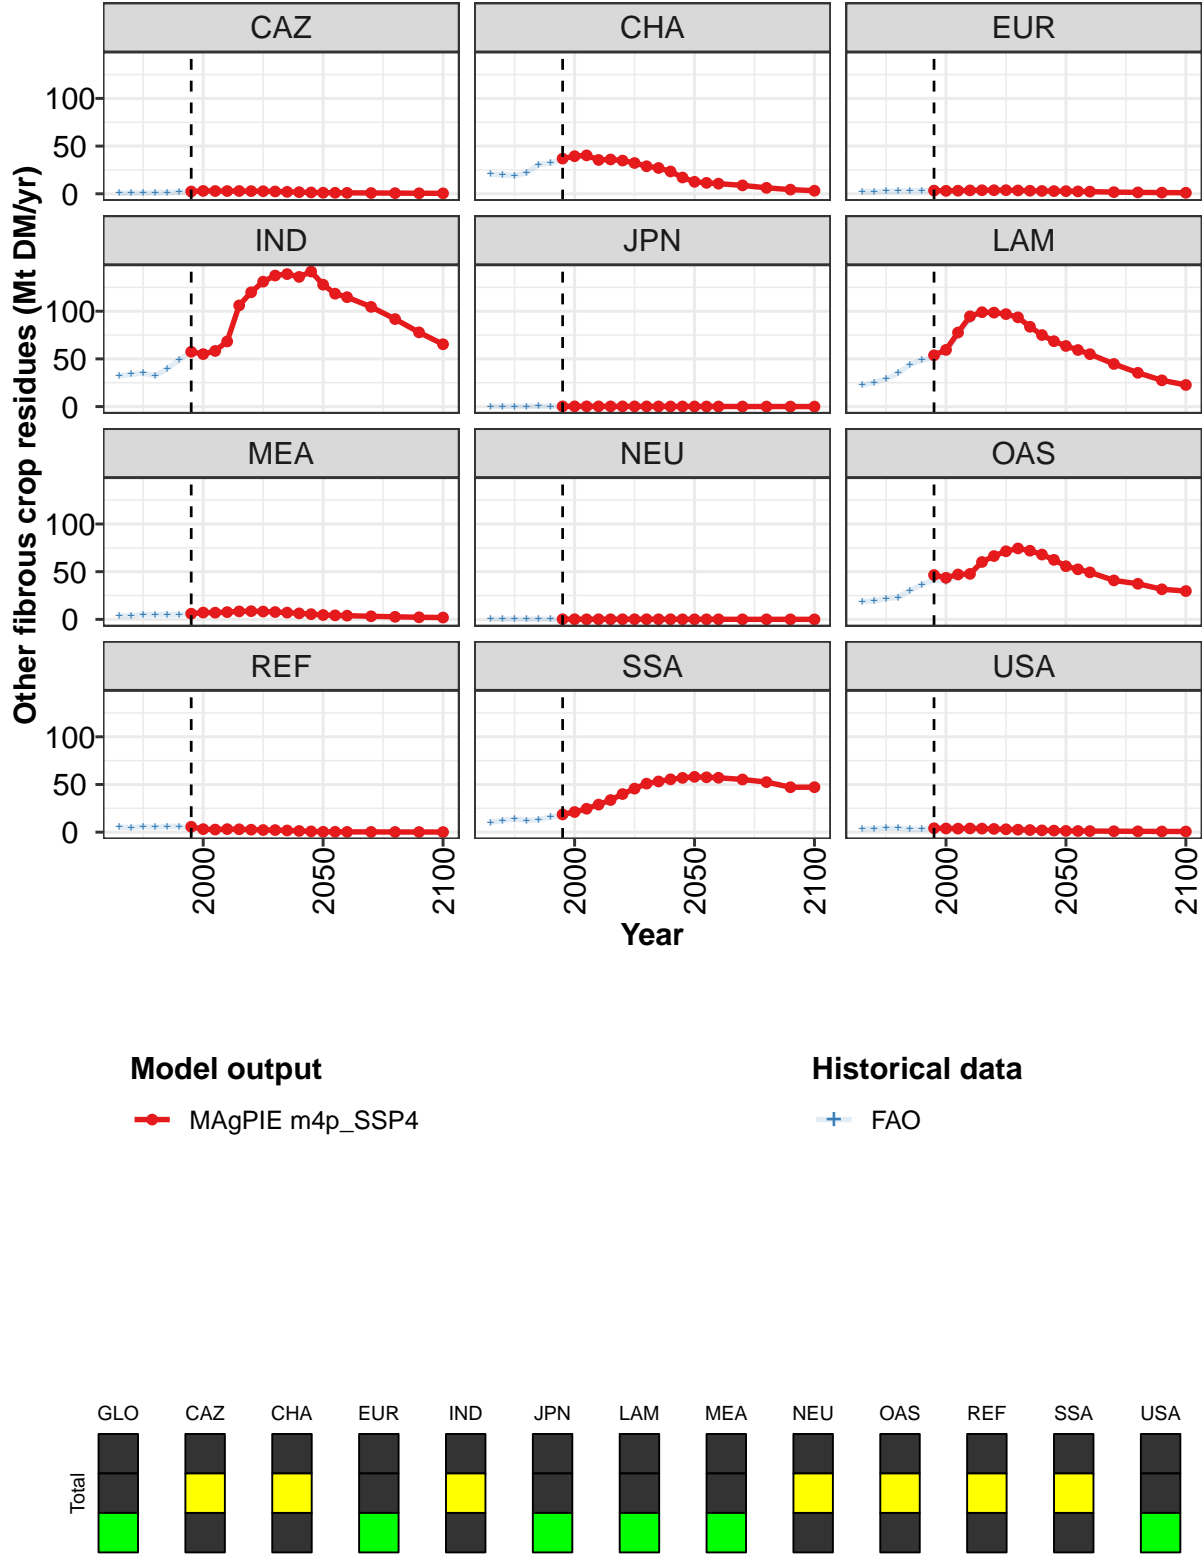 CAZ CHA EUR
100
50
0
IND JPN LAM
100
50
0
MEA NEU OAS
100
50
0
REF SSA USA
100
50
0
2000 2050 2100 2000 2050 2100 2000 2050 2100
Year
Other fibrous crop residues (Mt DM/yr)
Model output Historical data
MAgPIE m4p_SSP4 FAO
GLO CAZ CHA EUR IND JPN LAM MEA NEU OAS REF SSA USA
Total